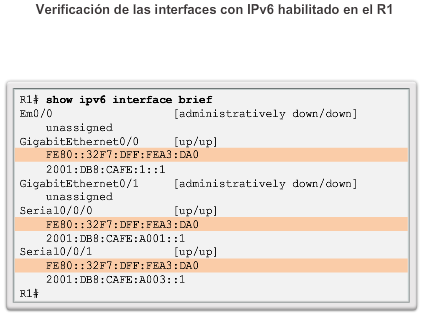 Verificación de las interfaces con IPv6 habilitado en el R1
R1# show ipv6 interface brief
Em0/0 [administratively down/down]
unassigned
GigabitEthernet0/0 [up/up]
FE80::32F7:DFF:FEA3:DA0
2001:DB8:CAFE:1::1
GigabitEthernet0/1 [administratively down/down]
unassigned
Serial0/0/0 [up/up]
FE80::32F7:DFF:FEA3:DA0
2001:DB8:CAFE:A001::1
Serial0/0/1 [up/up]
FE80::32F7:DFF:FEA3:DA0
2001:DB8:CAFE:A003::1
R1#